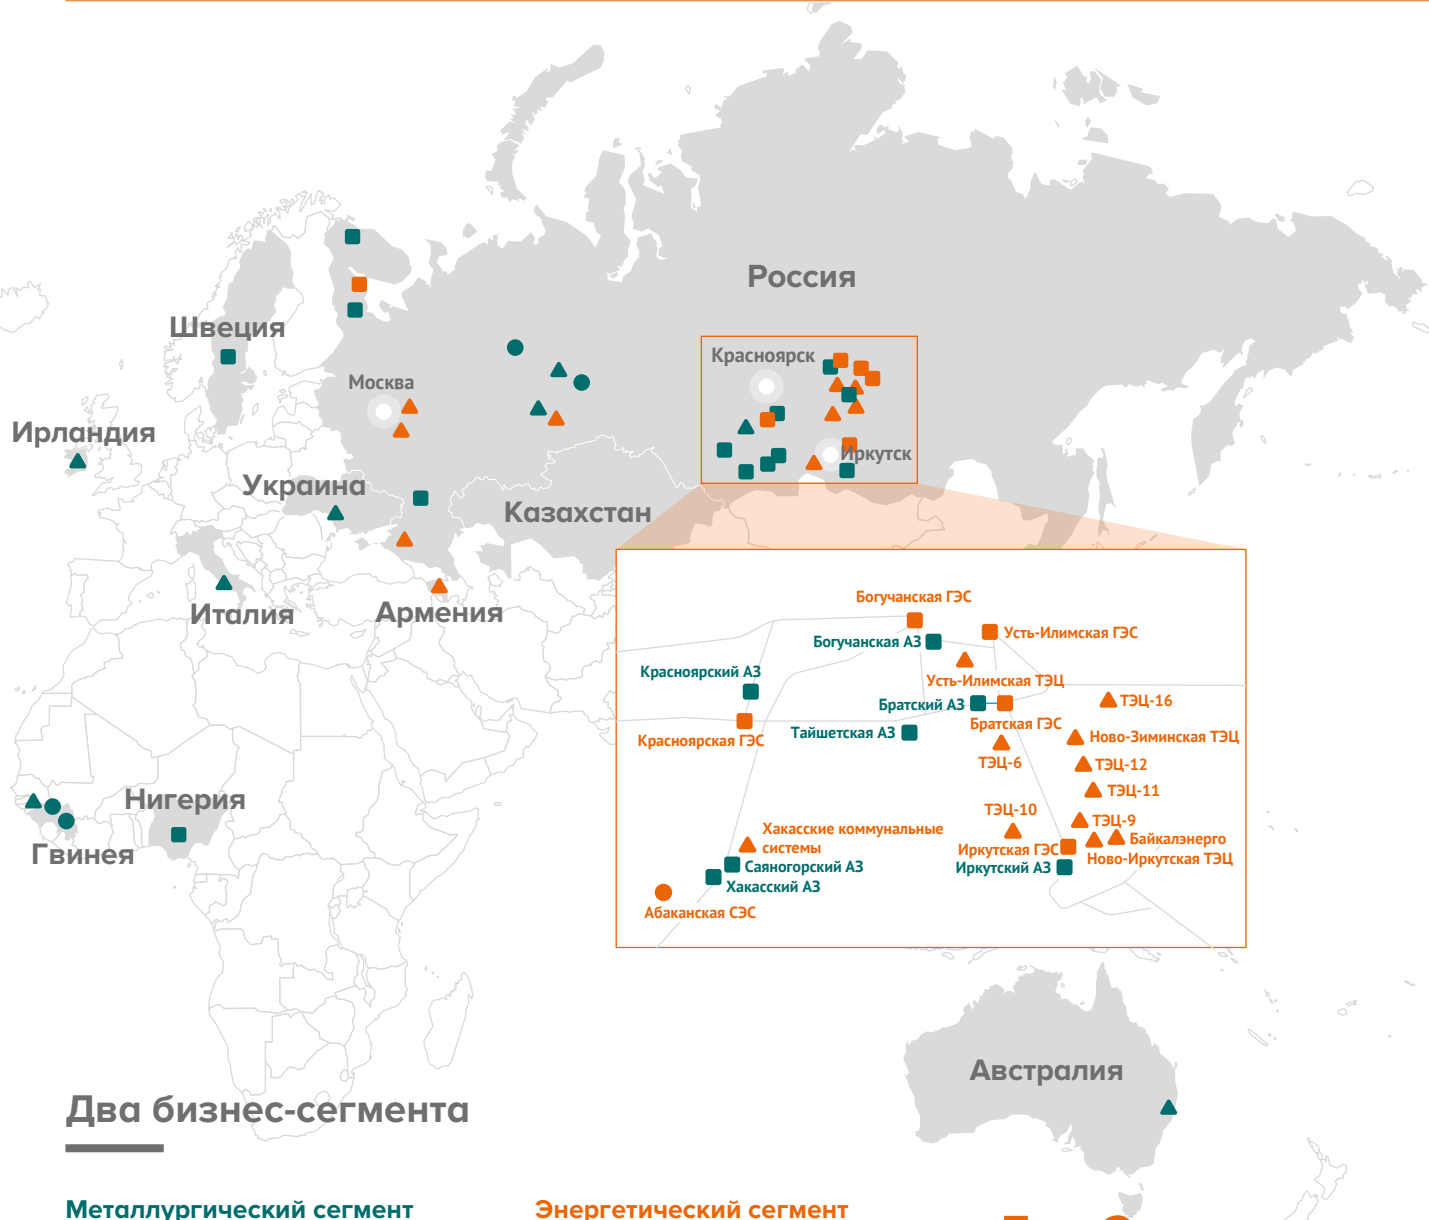 Россия
Швеция
Красноярск
Москва
Ирландия
Иркутск
Украина
Казахстан
Италия
Армения
Богучанская ГЭС
Усть-Илимская ГЭС
Богучанская АЗ
Красноярский АЗ
Усть-Илимская ТЭЦ
ТЭЦ-16
Братский АЗ
Братская ГЭС
Тайшетская АЗ
Красноярская ГЭС
Ново-Зиминская ТЭЦ
ТЭЦ-6
ТЭЦ-12
ТЭЦ-11
Нигерия
ТЭЦ-10
ТЭЦ-9
Хакасские коммунальные
системы
Байкалэнерго
Иркутская ГЭС
Ново-Иркутская ТЭЦ
Гвинея
Саяногорский АЗ
Иркутский АЗ
Хакасский АЗ
Абаканская СЭС
Австралия
Два бизнес-сегмента
Металлургический сегмент
Энергетический сегмент